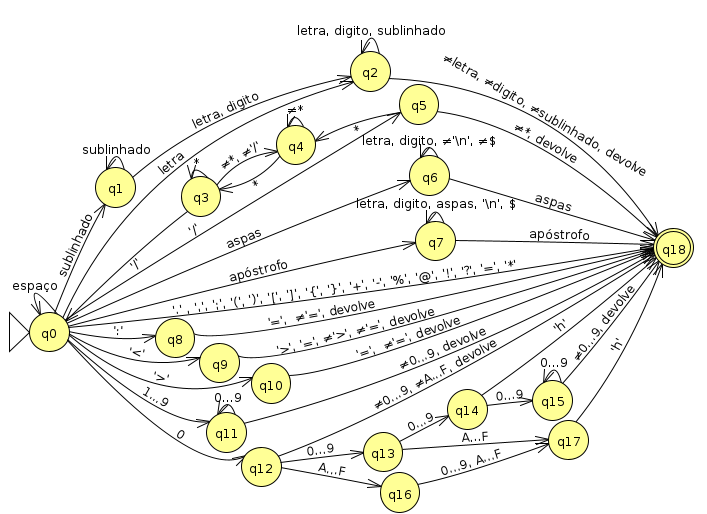 letra, digito, sublinhado
q2
≠letra, ≠digito, ≠sublinhado, devolve
letra, digito
q5
≠*
*
≠*, devolve
q4
letra, digito, ≠'\n', ≠$
sublinhado
letra
≠*, ≠'/'
*
*
q6
q1
q3
aspas
letra, digito, aspas, '\n', $
sublinhado
'/'
aspas
q7
apóstrofo
q18
'/'
apóstrofo
espaço
'(', ')', '[', ']', '{', '}', '+', '-', '%', '@', '!', '?', '=', '*'
q0
':'
q8
'=', ≠'=', devolve
'<'
q9
'>', '=', ≠'>', ≠'=', devolve
'>'
q10
'=', ≠'=', devolve
1...9
0...9
q11
≠0...9, devolve
0
q12
≠0...9, ≠A...F, devolve
0...9
q13
0...9
q14
'h'
0...9
0...9
q15
≠0...9, devolve
'h'
A...F
q17
A...F
q16
0...9, A...F